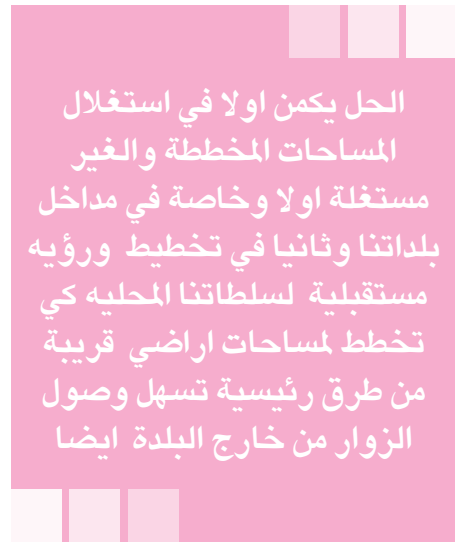 الحل يكمن اولا في استغلال
المساحات المخططة والغير
مستغلة اولا وخاصة في مداخل
بلداتنا وثانيا في تخطيط ورؤيه
مستقبلية لسلطاتنا المحليه كي
تخطط لمساحات اراضي قريبة
من طرق رئيسية تسهل وصول
الزوار من خارج البلدة ايضا